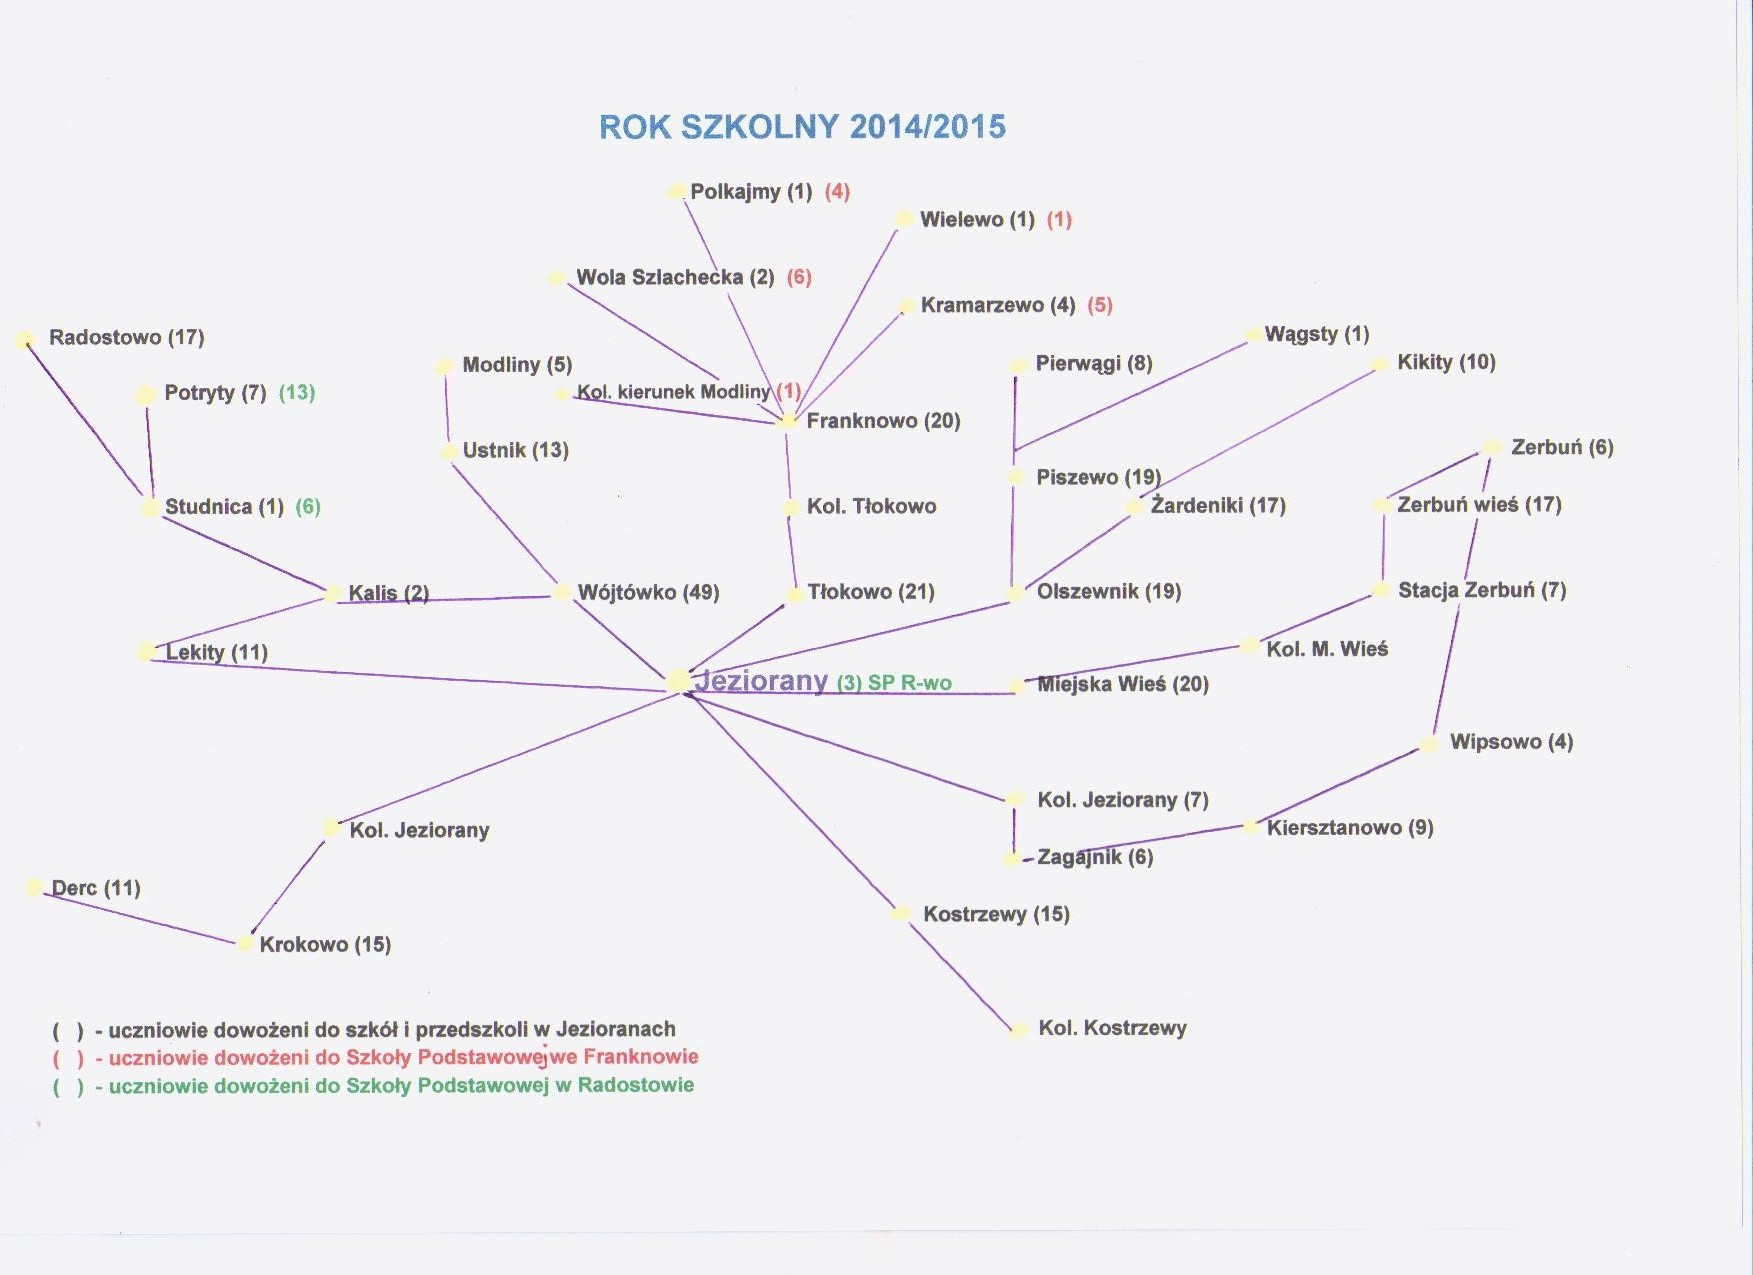 ROK SZKOLNY 2014/2015
Polkajmy (1) (4)
Wielewo (1) (1)
Wola Szlachecka (2) (6)
Kramarzewo (4) (5)
Radostowo (17)
Wągsty (1)
Modliny (5)
Pierwągi (8)
Kikity (10)
Potryty (7) (13)
Kol. kierunek Modliny (1)
Franknowo (20)
Ustnik (13)
Zerbuń (6)
Piszewo (19)
Studnica (1) (6)
Kol. Tłokowo
Żardeniki (17)
Zerbuń wieś (17)
Kalis (2)
Wójtówko (49)
Tłokowo (21)
Olszewnik (19)
Stacja Zerbuń (7)
Lekity (11)
Kol. M. Wieś
Jeziorany (3) SP R-wo
Miejska Wieś (20)
Wipsowo (4)
Kol. Jeziorany (7)
Kol. Jeziorany
Kiersztanowo (9)
Zagajnik (6)
Derc (11)
Kostrzewy (15)
Krokowo (15)
Kol. Kostrzewy
( ) - uczniowie dowożeni do szkół i przedszkoli w Jezioranach
( ) - uczniowie dowożeni do Szkoły Podstawowej we Franknowie
( ) - uczniowie dowożeni do Szkoły Podstawowej w Radostowie